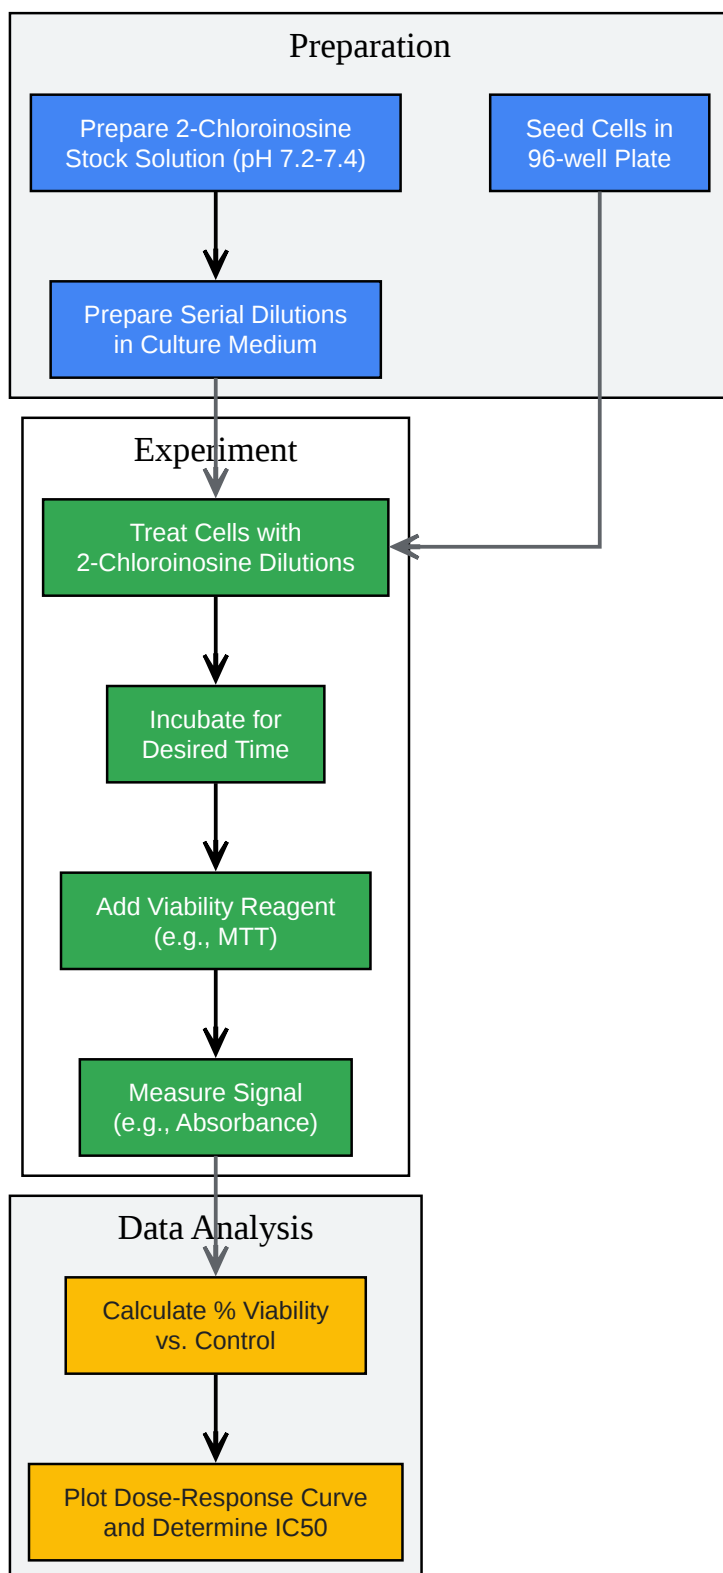 Preparation
Prepare 2-Chloroinosine
Stock Solution (pH 7.2-7.4)
Seed Cells in
96-well Plate
Prepare Serial Dilutions
in Culture Medium
Experiment
Treat Cells with
2-Chloroinosine Dilutions
Incubate for
Desired Time
Add Viability Reagent
(e.g., MTT)
Measure Signal
(e.g., Absorbance)
Data Analysis
Calculate % Viability
vs. Control
Plot Dose-Response Curve
and Determine IC50